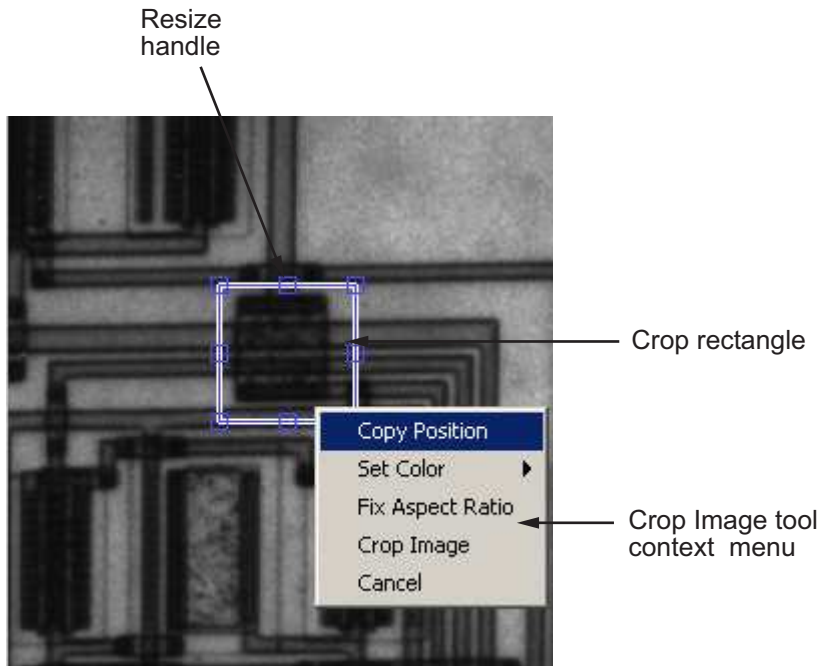 Resize
handle
Crop rectangle
Copy Position
Set Color
Fix Aspect Ratio
Crop Image
Cancel
Crop Image tool
context menu